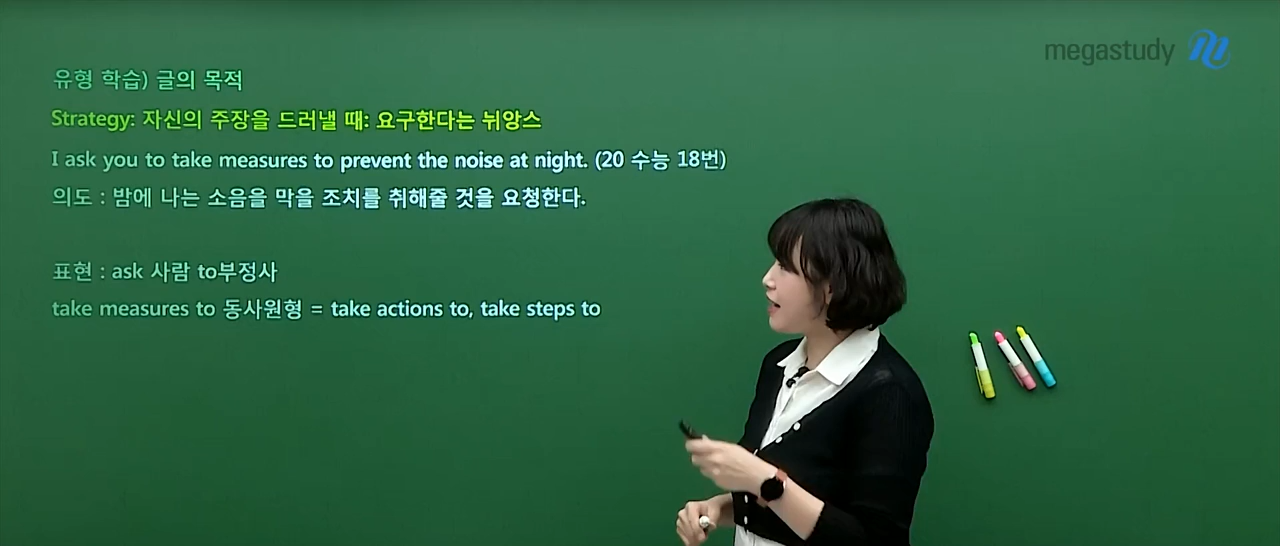 megastudy
유형 학습) 글의 목적
Strategy: 자신의 주장을 드러낼 때: 요구한다는 뉘앙스
I ask you to take measures to prevent the noise at night. (20 수능 18번)
의도 : 밤에 나는 소음을 막을 조치를 취해줄 것을 요청한다.
표현 : ask 사람 to부정사
take measures to 동사원형 = take actions to, take steps to